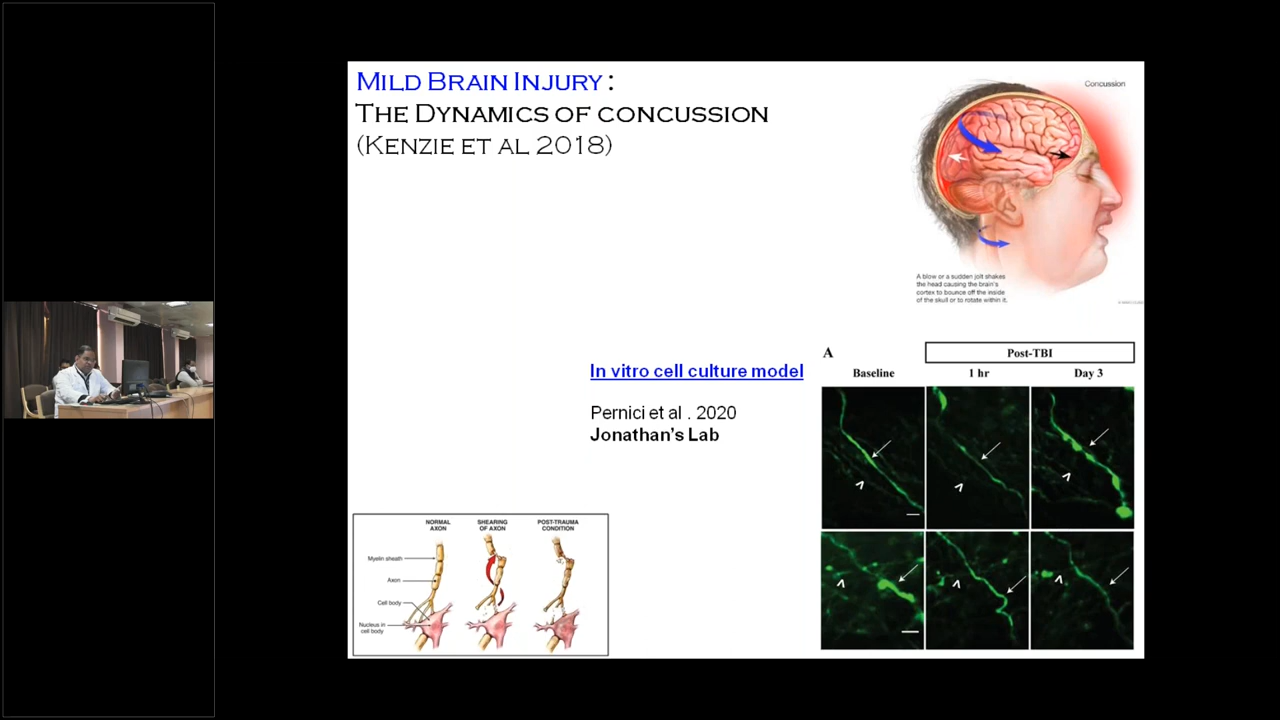 MILD BRAIN INJURY :
THE DYNAMICS OF CONCUSSION
(KENZIE ET AL 2018)
Concussion
A blow or a sudden jolt shakes
the head causing the brain's
cortex to bounce off the inside
of the skull or to rotate within it.
In vitro cell culture model
Pernici et al . 2020
Jonathan's Lab
A
Post-TBI
Baseline
1 hr
Day 3
NORMAL
AXON
SHEARING
OF AXON
POST-TRAUMA
CONDITION
Myelin sheath
Axon
Cell body
Nucleus in
cell body